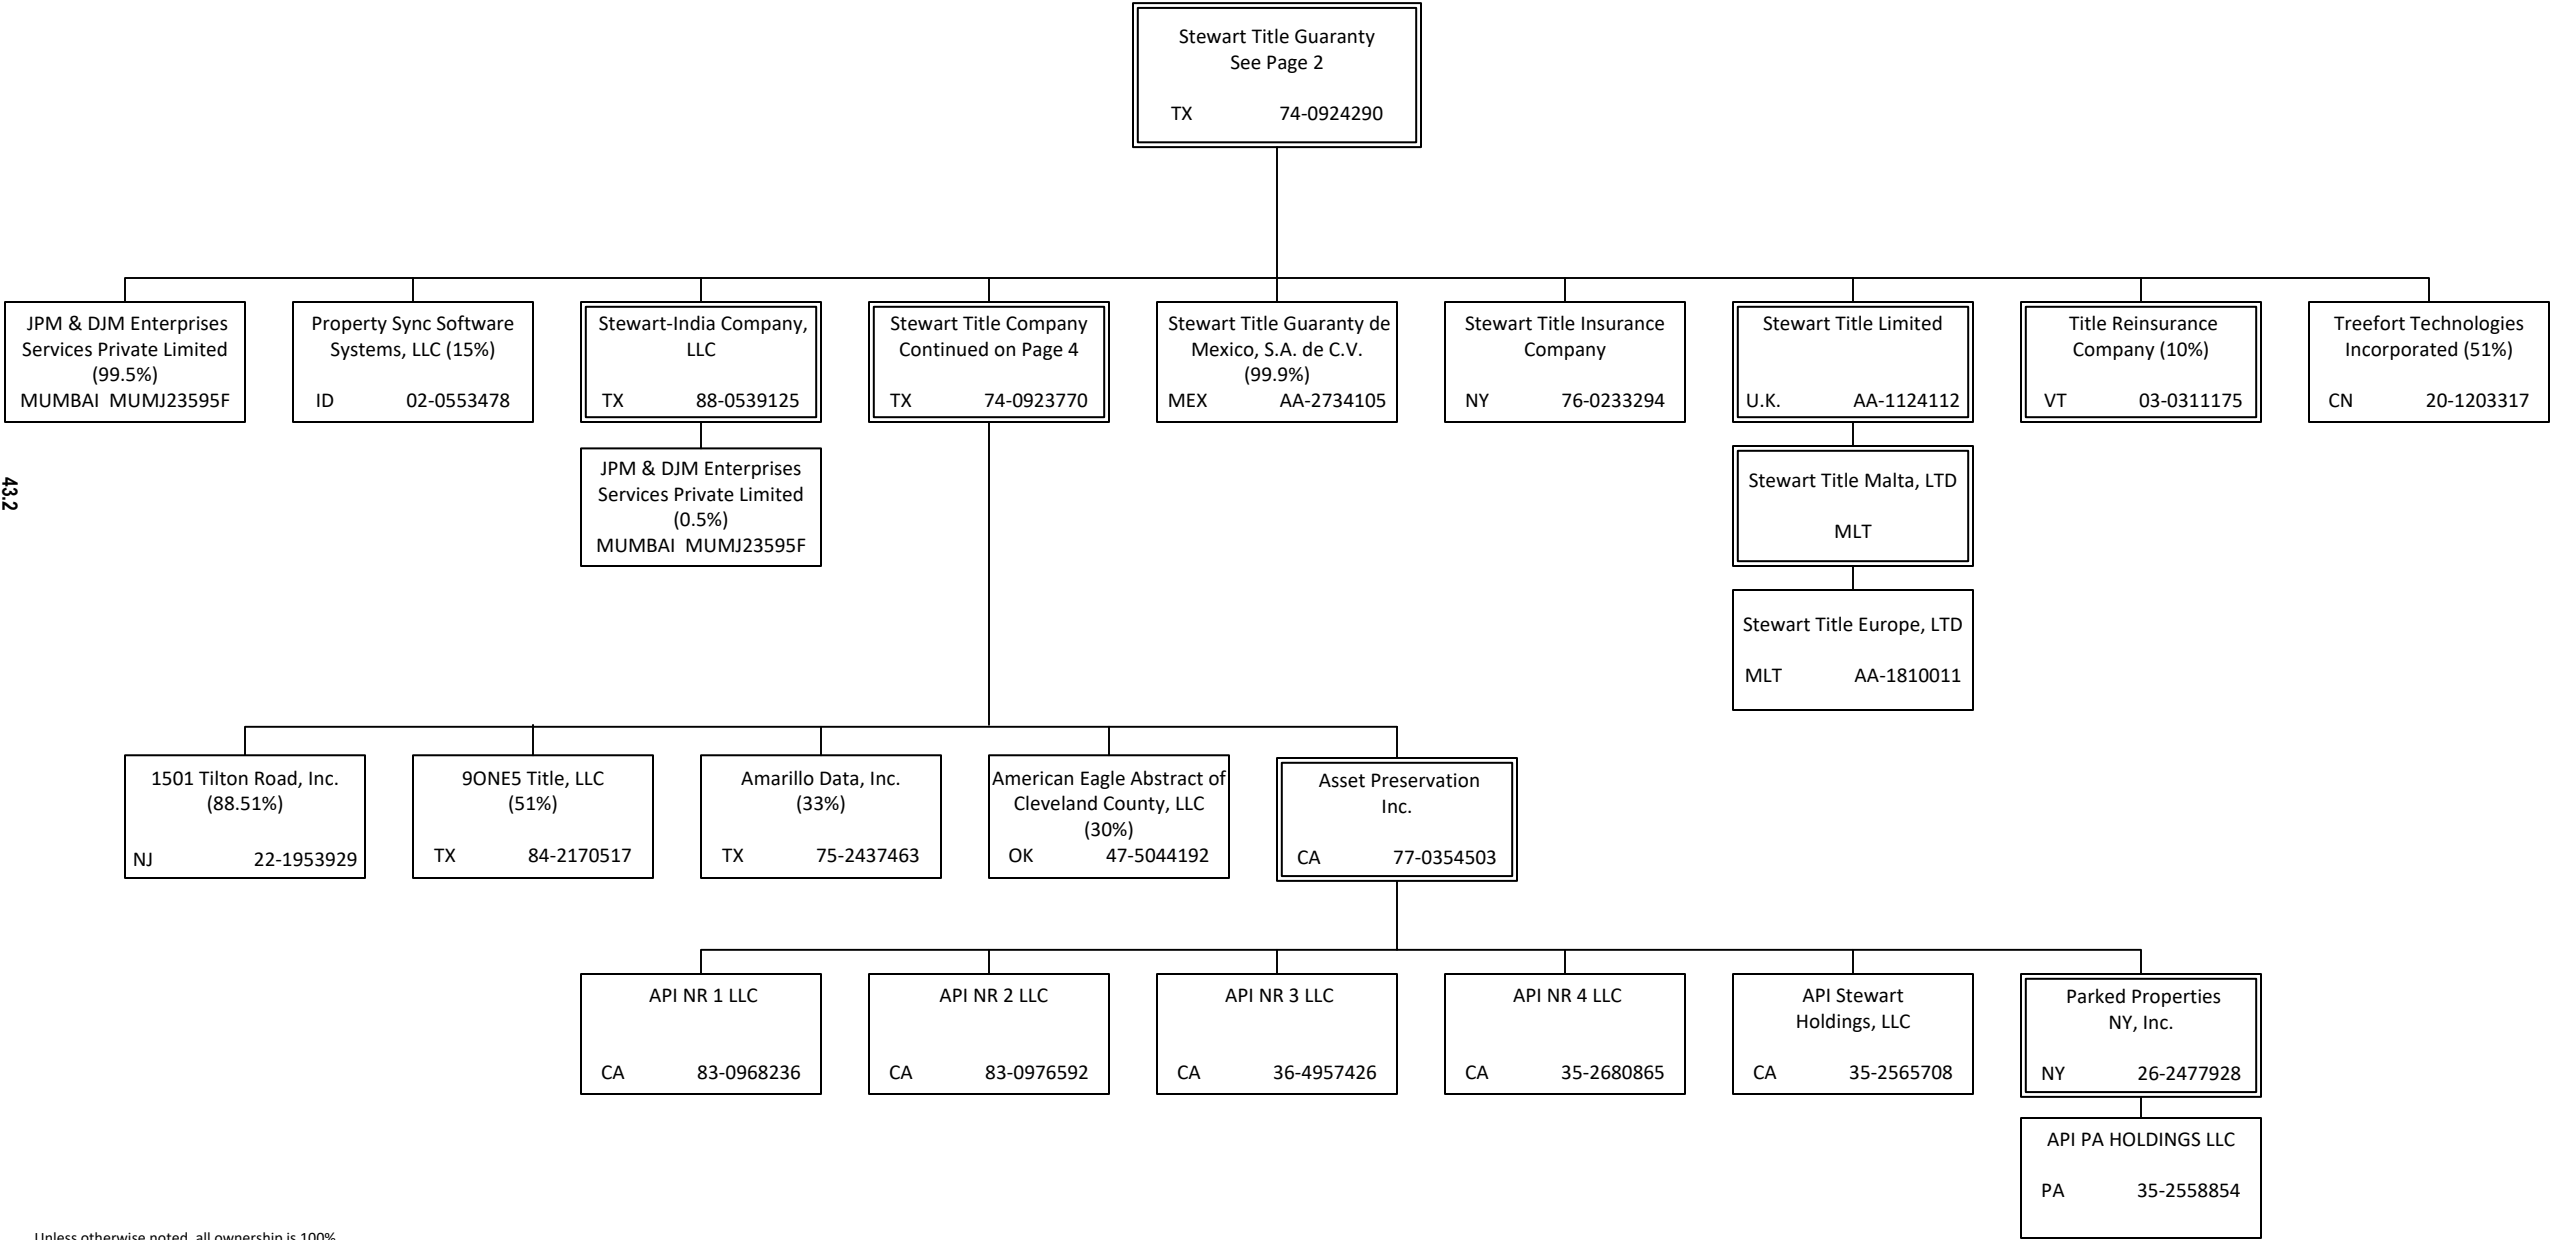 Stewart Title Guaranty
See Page 2
TX 74-0924290
JPM & DJM Enterprises
Services Private Limited
(99.5%)
MUMBAI MUMJ23595F
Property Sync Software
Systems, LLC (15%)
ID 02-0553478
Stewart-India Company,
LLC
TX 88-0539125
Stewart Title Company
Continued on Page 4
TX 74-0923770
Stewart Title Guaranty de
Mexico, S.A. de C.V.
(99.9%)
MEX AA-2734105
Stewart Title Insurance
Company
NY 76-0233294
Stewart Title Limited
U.K. AA-1124112
Title Reinsurance
Company (10%)
VT 03-0311175
Treefort Technologies
Incorporated (51%)
CN 20-1203317
JPM & DJM Enterprises
Services Private Limited
(0.5%)
MUMBAI MUMJ23595F
Stewart Title Malta, LTD
MLT
43.2
Stewart Title Europe, LTD
MLT AA-1810011
1501 Tilton Road, Inc.
(88.51%)
NJ 22-1953929
9ONE5 Title, LLC
(51%)
TX 84-2170517
Amarillo Data, Inc.
(33%)
TX 75-2437463
American Eagle Abstract of
Cleveland County, LLC
(30%)
OK 47-5044192
Asset Preservation
Inc.
CA 77-0354503
API NR 1 LLC
CA 83-0968236
API NR 2 LLC
CA 83-0976592
API NR 3 LLC
CA 36-4957426
API NR 4 LLC
CA 35-2680865
API Stewart
Holdings, LLC
CA 35-2565708
Parked Properties
NY, Inc.
NY 26-2477928
API PA HOLDINGS LLC
PA 35-2558854
Unless otherwise noted, all ownership is 100%